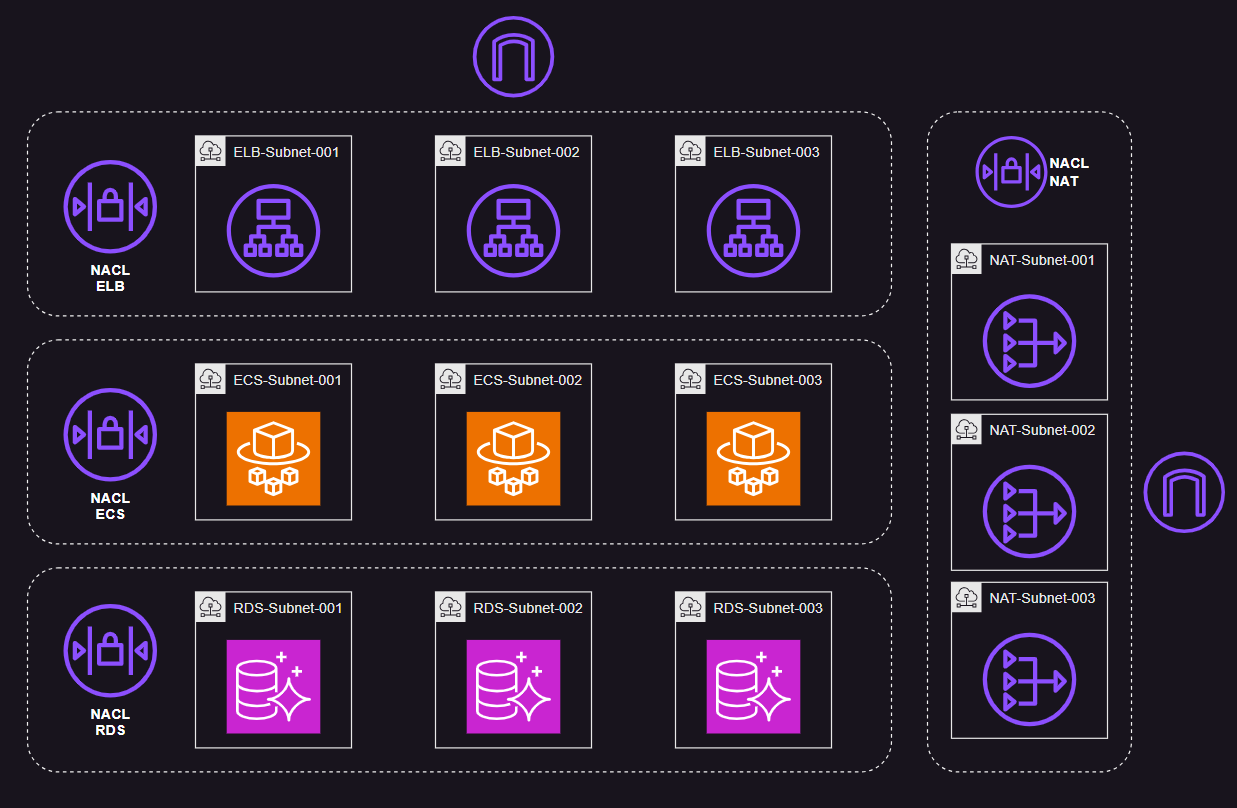 ELB-Subnet-001
ELB-Subnet-002
ELB-Subnet-003
NACL
ELB
ECS-Subnet-001
ECS-Subnet-002
ECS-Subnet-003
NACL
ECS
RDS-Subnet-001
RDS-Subnet-002
RDS-Subnet-003
NACL
RDS
NACL
NAT
NAT-Subnet-001
NAT-Subnet-002
NAT-Subnet-003